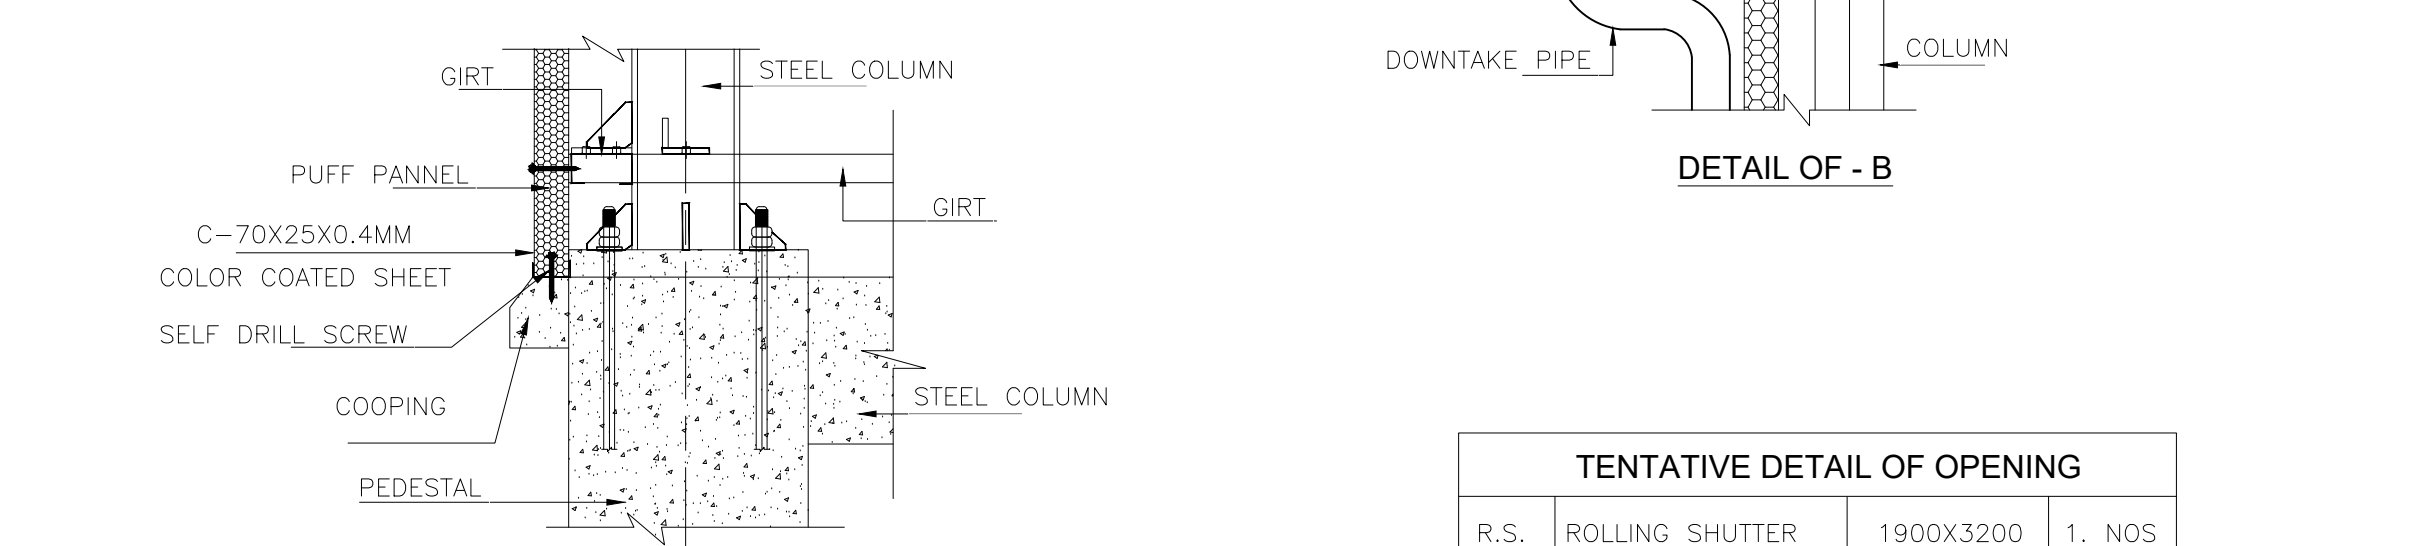 GIRT
STEEL COLUMN
PUFF PANNEL
GIRT
C-70X25X0.4MM
COLOR COATED SHEET
SELF DRILL SCREW
COOPING
STEEL COLUMN
PEDESTAL
DOWNTAKE PIPE
COLUMN
DETAIL OF - B
TENTATIVE DETAIL OF OPENING
R.S. ROLLING SHUTTER 1900X3200 1. NOS